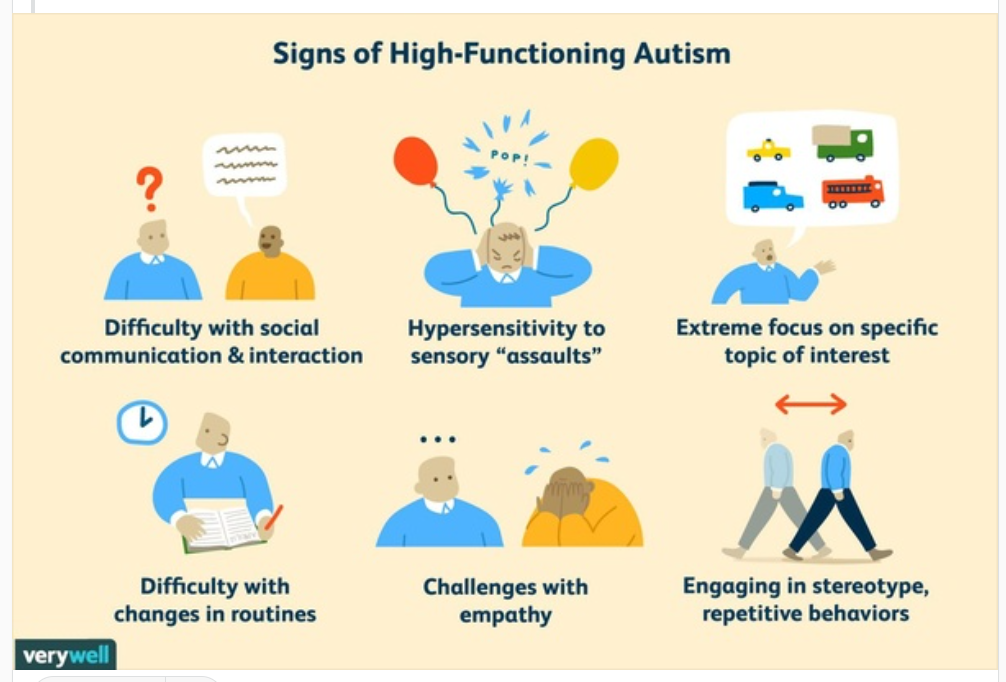 Signs of High-Functioning Autism
?
POP!
Difficulty with social
communication & interaction
Hypersensitivity to
sensory “assaults”
Extreme focus on specific
topic of interest
...
Difficulty with
changes in routines
Challenges with
empathy
Engaging in stereotype,
repetitive behaviors
verywell